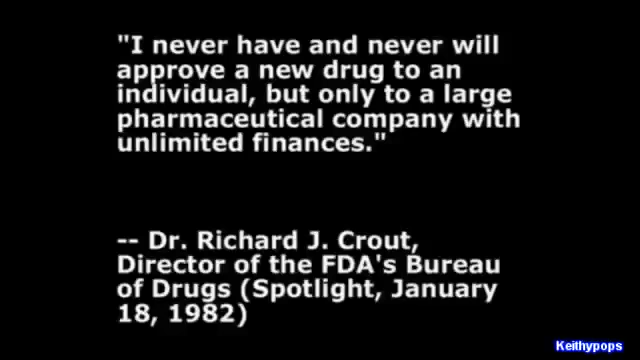 "I never have and never will
approve a new drug to an
individual, but only to a large
pharmaceutical company with
unlimited finances."
-- Dr. Richard J. Crout,
Director of the FDA's Bureau
of Drugs (Spotlight, January
18, 1982)
Keithypops